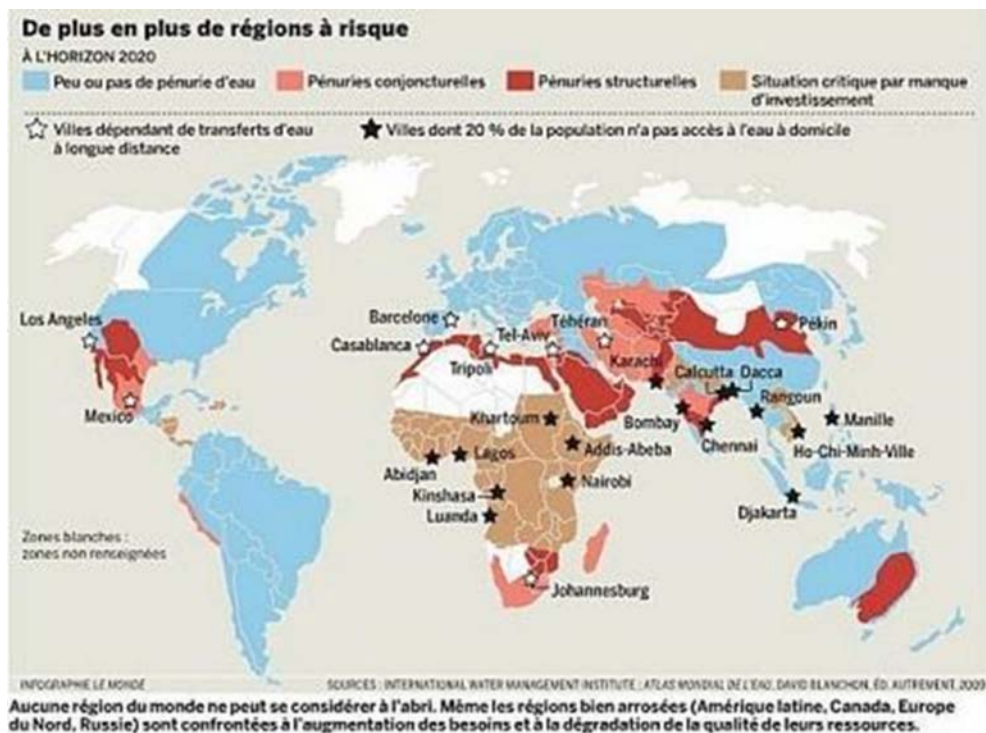 De plus en plus de régions à risque
À L'HORIZON 2020
Peu ou pas de pénurie d'eau
Pénuries conjoncturelles
Pénuries structurelles
Situation critique par manque
d'investissement
Villes dépendant de transferts d'eau
à longue distance
Villes dont 20 % de la population n'a pas accès à l'eau à domicile
Los Angeles
Barcelone
Casablanca
Tripoli
Tel-Aviv
Téhéran
Pékin
Karachi
Calcutta
Dacca
Mexico
Khartoum
Bombay
Rangoun
Manille
Chennai
Ho-Chi-Minh-Ville
Addis-Abeba
Lagos
Abidjan
Nairobi
Kinshasa
Luanda
Djakarta
Zones blanches :
zones non renseignées
Johannesburg
INFOGRAPHIE LE MONDE
SOURCES : INTERNATIONAL WATER MANAGEMENT INSTITUTE ; ATLAS MONDIAL DE L'EAU, DAVID BLANCHON, ÉD. AUTREMENT, 2009
Aucune région du monde ne peut se considérer à l'abri. Même les régions bien arrosées (Amérique latine, Canada, Europe
du Nord, Russie) sont confrontées à l'augmentation des besoins et à la dégradation de la qualité de leurs ressources.